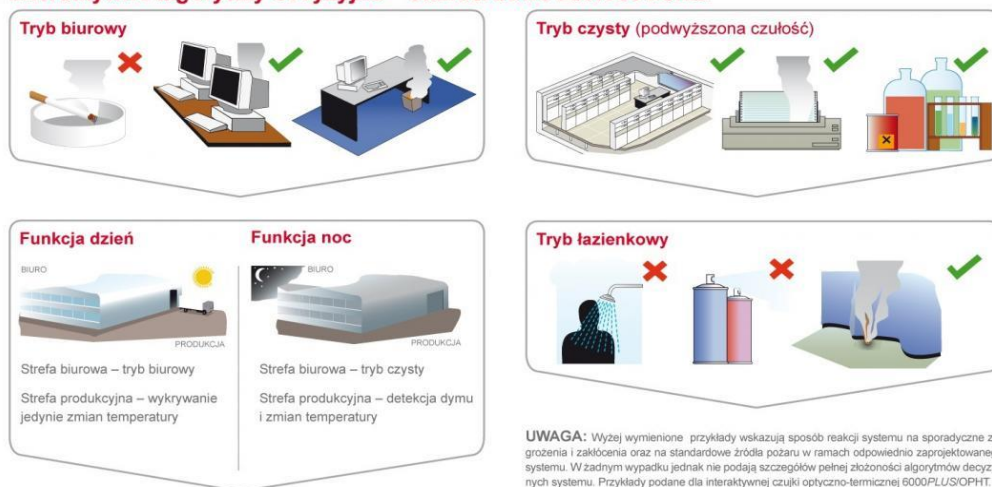 Tryb biurowy
Tryb czysty (podwyższona czułość)
Funkcja dzień
BIURO
PRODUKCJA
Strefa biurowa – tryb biurowy
Strefa produkcyjna – wykrywanie
jedynie zmian temperatury
Funkcja noc
BIURO
PRODUKCJA
Strefa biurowa – tryb czysty
Strefa produkcyjna – detekcja dymu
i zmian temperatury
Tryb łazienkowy
UWAGA: Wyżej wymienione przykłady wskazują sposób reakcji systemu na sporadyczne z
grożenia i zakłócenia oraz na standardowe źródła pożaru w ramach odpowiednio zaprojektowaneg
systemu. W żadnym wypadku jednak nie podają szczegółów pełnej złożoności algorytmów decyz
nych systemu. Przykłady podane dla interaktywnej czujki optyczno-termicznej 6000PLUS/OPHT.